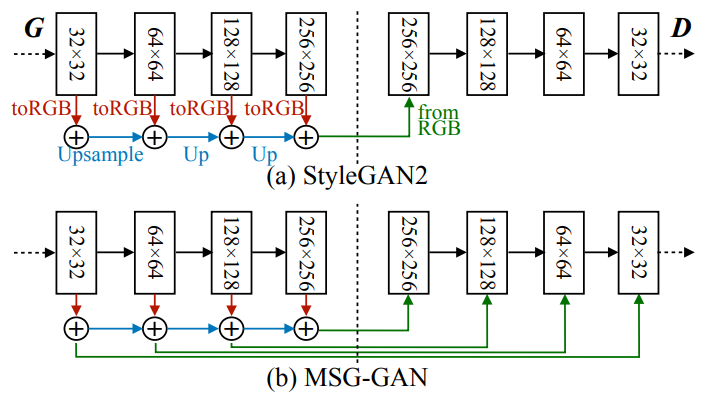 G 32×32 64×64 128×128 256×256 256×256 128×128 64×64 32×32 D
toRGB toRGB toRGB toRGB from
RGB
+ + + +
Upsample Up Up
(a) StyleGAN2
32×32 64×64 128×128 256×256 256×256 128×128 64×64 32×32
+ + + +
(b) MSG-GAN